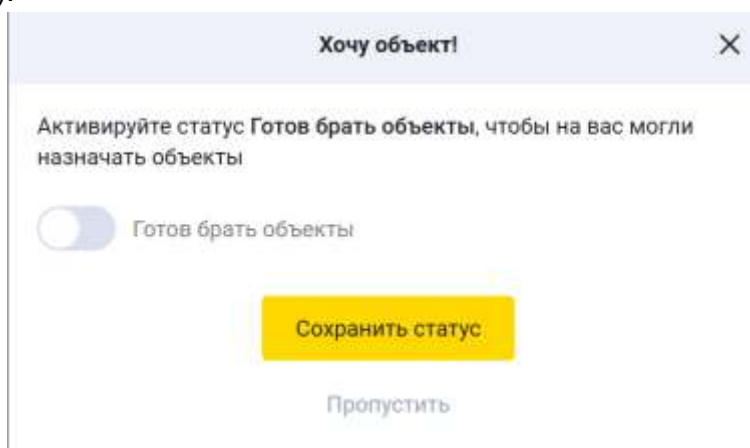 Хочу объект!
Активируйте статус Готов брать объекты, чтобы на вас могли
назначать объекты
Готов брать объекты
Сохранить статус
Пропустить